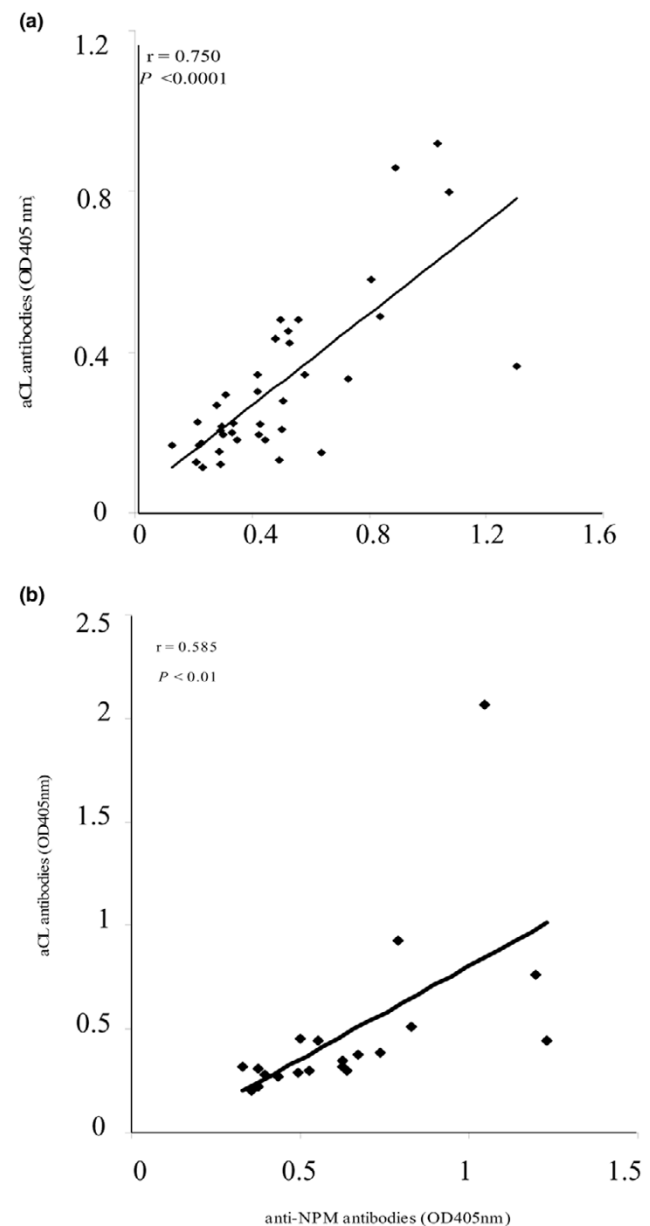 (a)
1.2
r = 0.750
P <0.0001
0.8
aCL antibodies (OD 405 nm)
0.4
0
0 0.4 0.8 1.2 1.6
(b)
2.5
r = 0.585
P < 0.01
2
1.5
aCL antibodies (OD405nm)
1
0.5
0
0 0.5 1 1.5
anti-NPM antibodies (OD405nm)